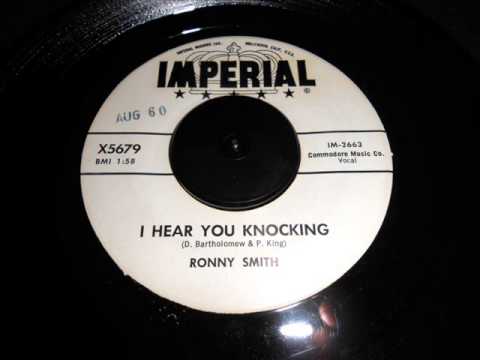 IMPERIAL
®
AUG 60
X5679
BMI 1:58
IM-2663
Commodore Music Co.
Vocal
I HEAR YOU KNOCKING
(D. Bartholomew & P. King)
RONNY SMITH